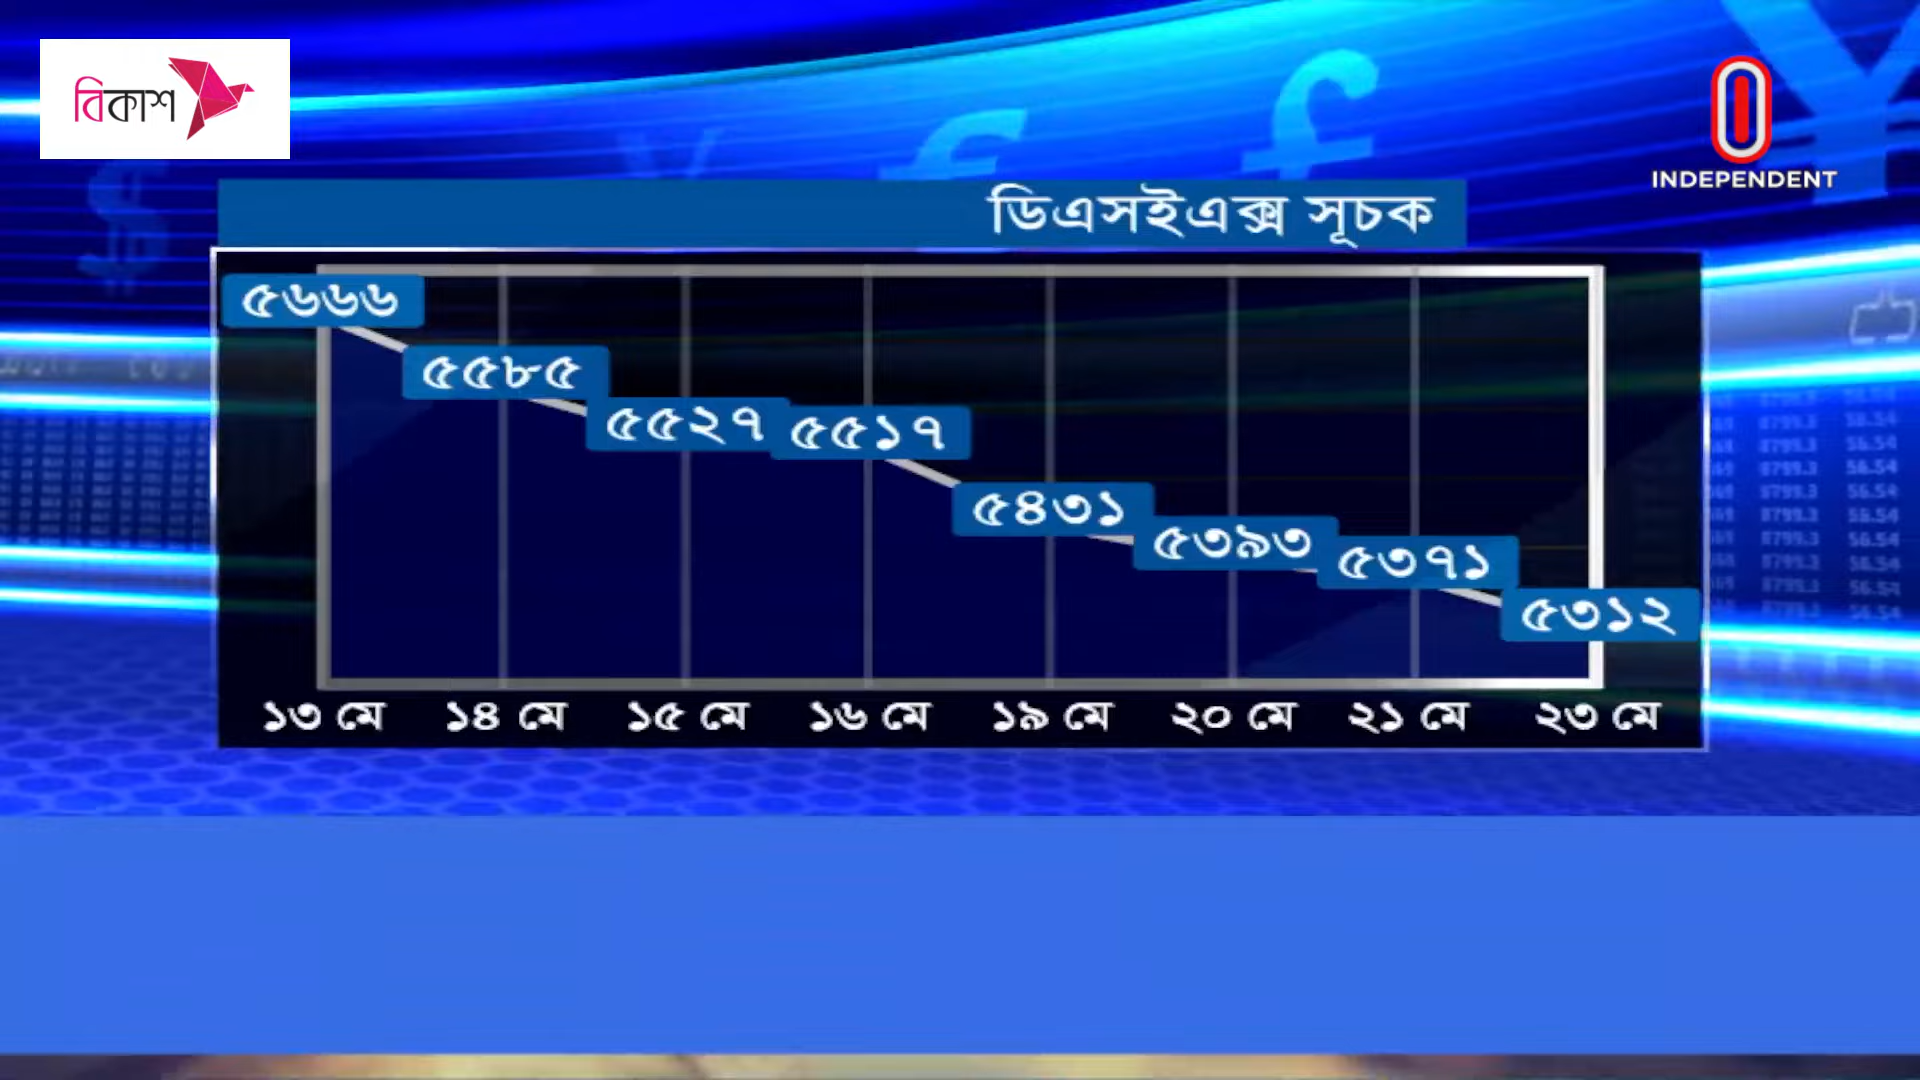 বিকাশ
INDEPENDENT
ডিএসইএক্স সূচক
৫৬৬৬
৫৫৮৫
৫৫২৭
৫৫১৭
৫৪৩১
৫৩৯৩
৫৩৭১
৫৩১২
১৩ মে ১৪ মে ১৫ মে ১৬ মে ১৯ মে ২০ মে ২১ মে ২৩ মে